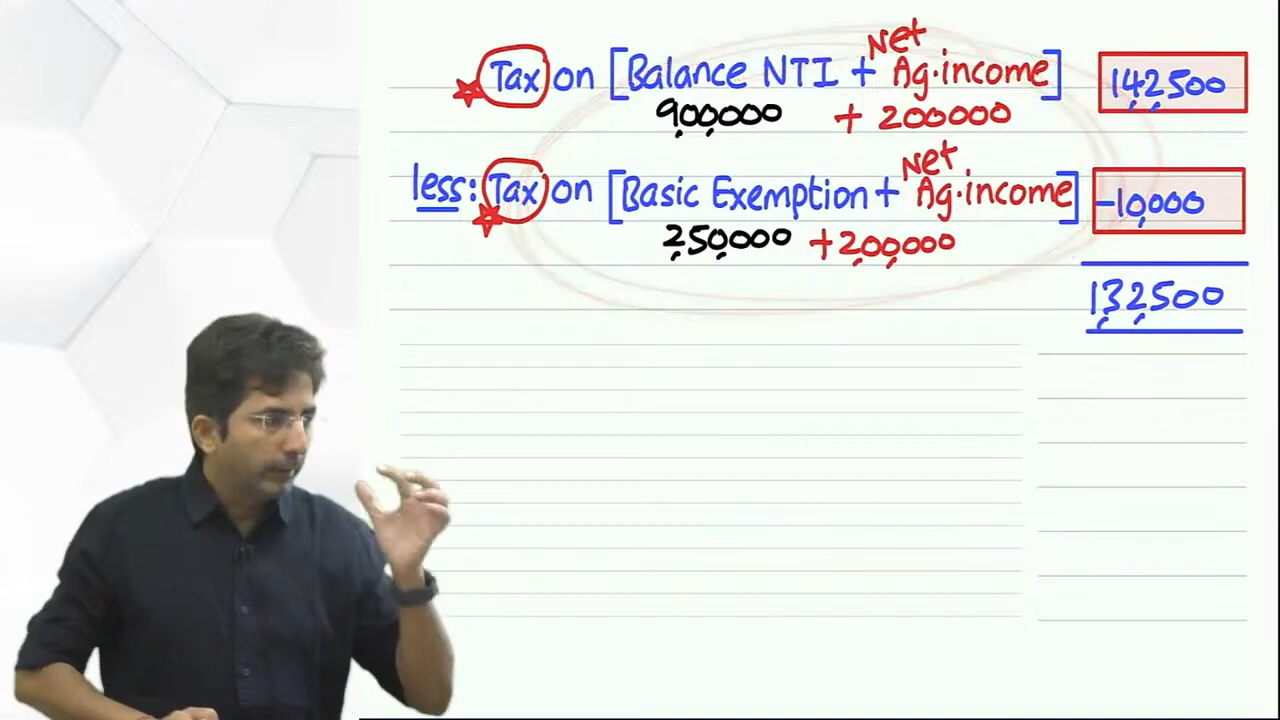 Tax on [Balance NTI + Net Ag.income] 142500
900000 + 200000
less: Tax on [Basic Exemption + Net Ag.income] -10,000
250000 + 200000
132500